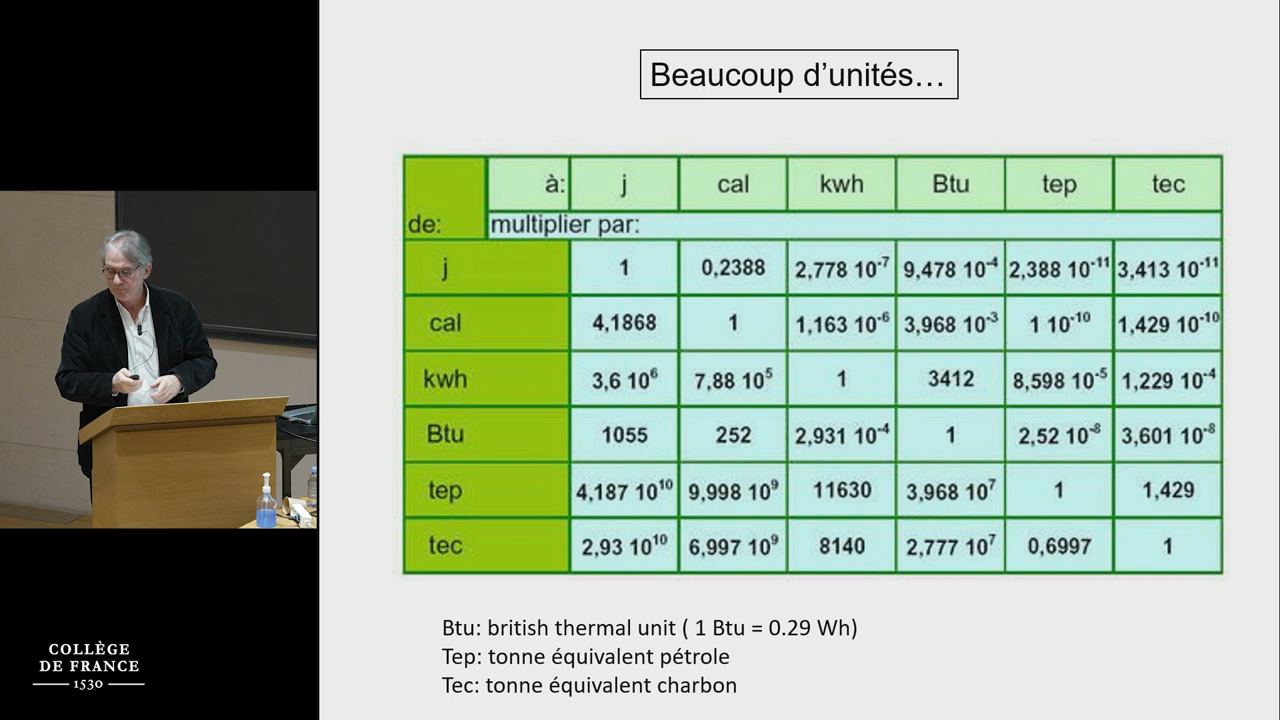 Beaucoup d’unités…
à: j cal kwh Btu tep tec
de: multiplier par:
j 1 0,2388 2,778 10⁻⁷ 9,478 10⁻⁴ 2,388 10⁻¹¹ 3,413 10⁻¹¹
cal 4,1868 1 1,163 10⁻⁶ 3,968 10⁻³ 1 10⁻¹⁰ 1,429 10⁻¹⁰
kwh 3,6 10⁶ 7,88 10⁵ 1 3412 8,598 10⁻⁵ 1,229 10⁻⁴
Btu 1055 252 2,931 10⁻⁴ 1 2,52 10⁻⁸ 3,601 10⁻⁸
tep 4,187 10¹⁰ 9,998 10⁹ 11630 3,968 10⁷ 1 1,429
tec 2,93 10¹⁰ 6,997 10⁹ 8140 2,777 10⁷ 0,6997 1
Btu: british thermal unit ( 1 Btu = 0.29 Wh)
Tep: tonne équivalent pétrole
Tec: tonne équivalent charbon
COLLÈGE
DE FRANCE
1530